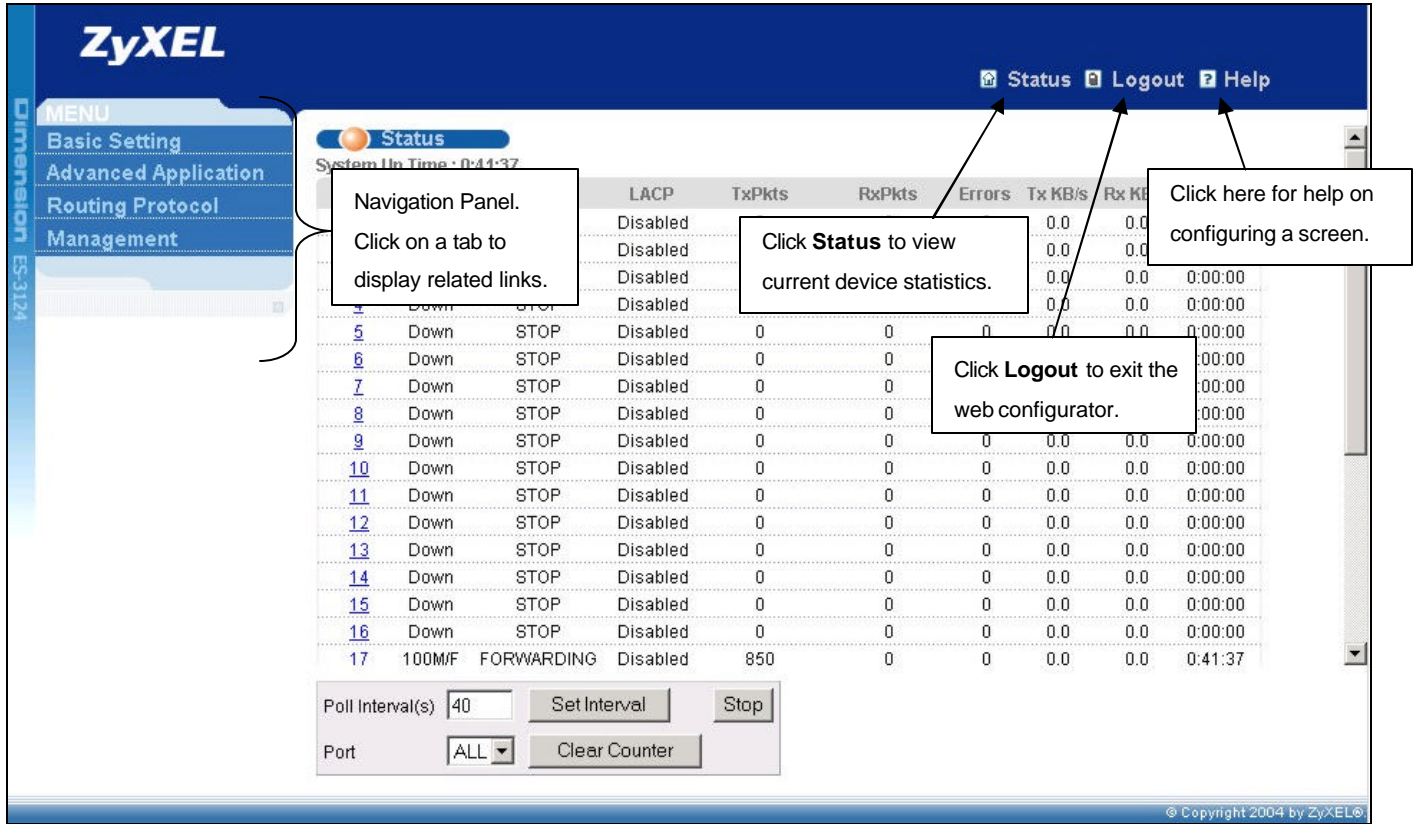 ZyXEL
Status Logout Help
Dimension ES-3124
MENU
Basic Setting
Advanced Application
Routing Protocol
Management
Status
System Up Time : 0:41:37
LACP TxPkts RxPkts Errors Tx KB/s Rx KB
Navigation Panel.
Click on a tab to
display related links.
Click Status to view
current device statistics.
Click here for help on
configuring a screen.
Click Logout to exit the
web configurator.
Disabled 0.0 0.0
Disabled 0.0 0.0
Disabled 0.0 0.0 0:00:00
4 Down STOP Disabled 0.0 0.0 0:00:00
5 Down STOP Disabled 0 0 0 0.0 0.0 0:00:00
6 Down STOP Disabled 0 0 :00:00
7 Down STOP Disabled 0 0 :00:00
8 Down STOP Disabled 0 0 :00:00
9 Down STOP Disabled 0 0 0 0.0 0.0 0:00:00
10 Down STOP Disabled 0 0 0 0.0 0.0 0:00:00
11 Down STOP Disabled 0 0 0 0.0 0.0 0:00:00
12 Down STOP Disabled 0 0 0 0.0 0.0 0:00:00
13 Down STOP Disabled 0 0 0 0.0 0.0 0:00:00
14 Down STOP Disabled 0 0 0 0.0 0.0 0:00:00
15 Down STOP Disabled 0 0 0 0.0 0.0 0:00:00
16 Down STOP Disabled 0 0 0 0.0 0.0 0:00:00
17 100M/F FORWARDING Disabled 850 0 0 0.0 0.0 0:41:37
Poll Interval(s) 40 Set Interval Stop
Port ALL Clear Counter
© Copyright 2004 by ZyXEL®.